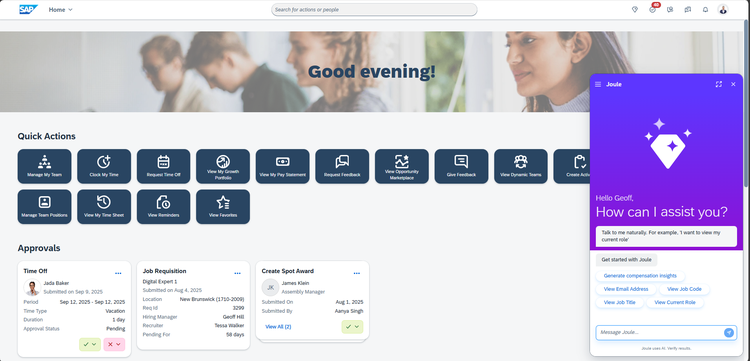 SAP
Home
Search for actions or people
Good evening!
Quick Actions
Manage My Team
Clock My Time
Request Time Off
View My Growth
Portfolio
View My Pay Statement
Request Feedback
View Opportunity
Marketplace
Give Feedback
View Dynamic Teams
Create Activ
Manage Team Positions
View My Time Sheet
View Reminders
View Favorites
Approvals
Time Off
Jada Baker
Submitted on Sep 9, 2025
Period Sep 12, 2025 - Sep 12, 2025
Time Type Vacation
Duration 1 day
Approval Status Pending
Job Requisition
Digital Expert 1
Submitted on Aug 4, 2025
Location New Brunswick (1710-2009)
Req Id 3299
Hiring Manager Geoff Hill
Recruiter Tessa Walker
Pending For 58 days
Create Spot Award
JK
James Klein
Assembly Manager
Submitted On Aug 1, 2025
Submitted By Aanya Singh
View All (2)
Joule
Hello Geoff,
How can I assist you?
Talk to me naturally. For example, 'I want to view my
current role'
Get started with Joule
Generate compensation insights
View Email Address
View Job Code
View Job Title
View Current Role
Message Joule...
Joule uses AI. Verify results.